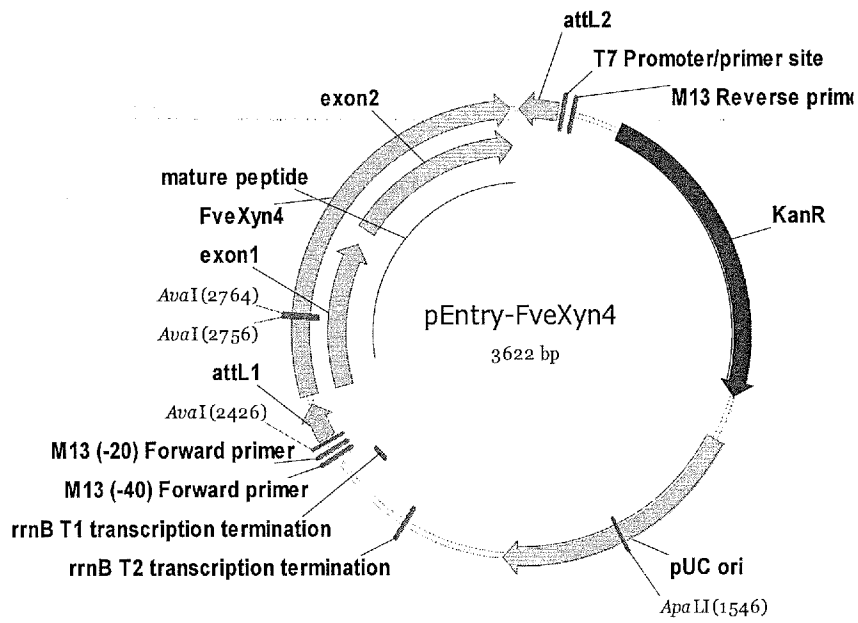 attL2
T7 Promoter/primer site
M13 Reverse prime
exon2
mature peptide
FveXyn4
exon1
KanR
AvaI (2764)
AvaI (2756)
pEntry-FveXyn4
3622 bp
attL1
AvaI (2426)
M13 (-20) Forward primer
M13 (-40) Forward primer
rrnB T1 transcription termination
rrnB T2 transcription termination
pUC ori
ApaLI (1546)